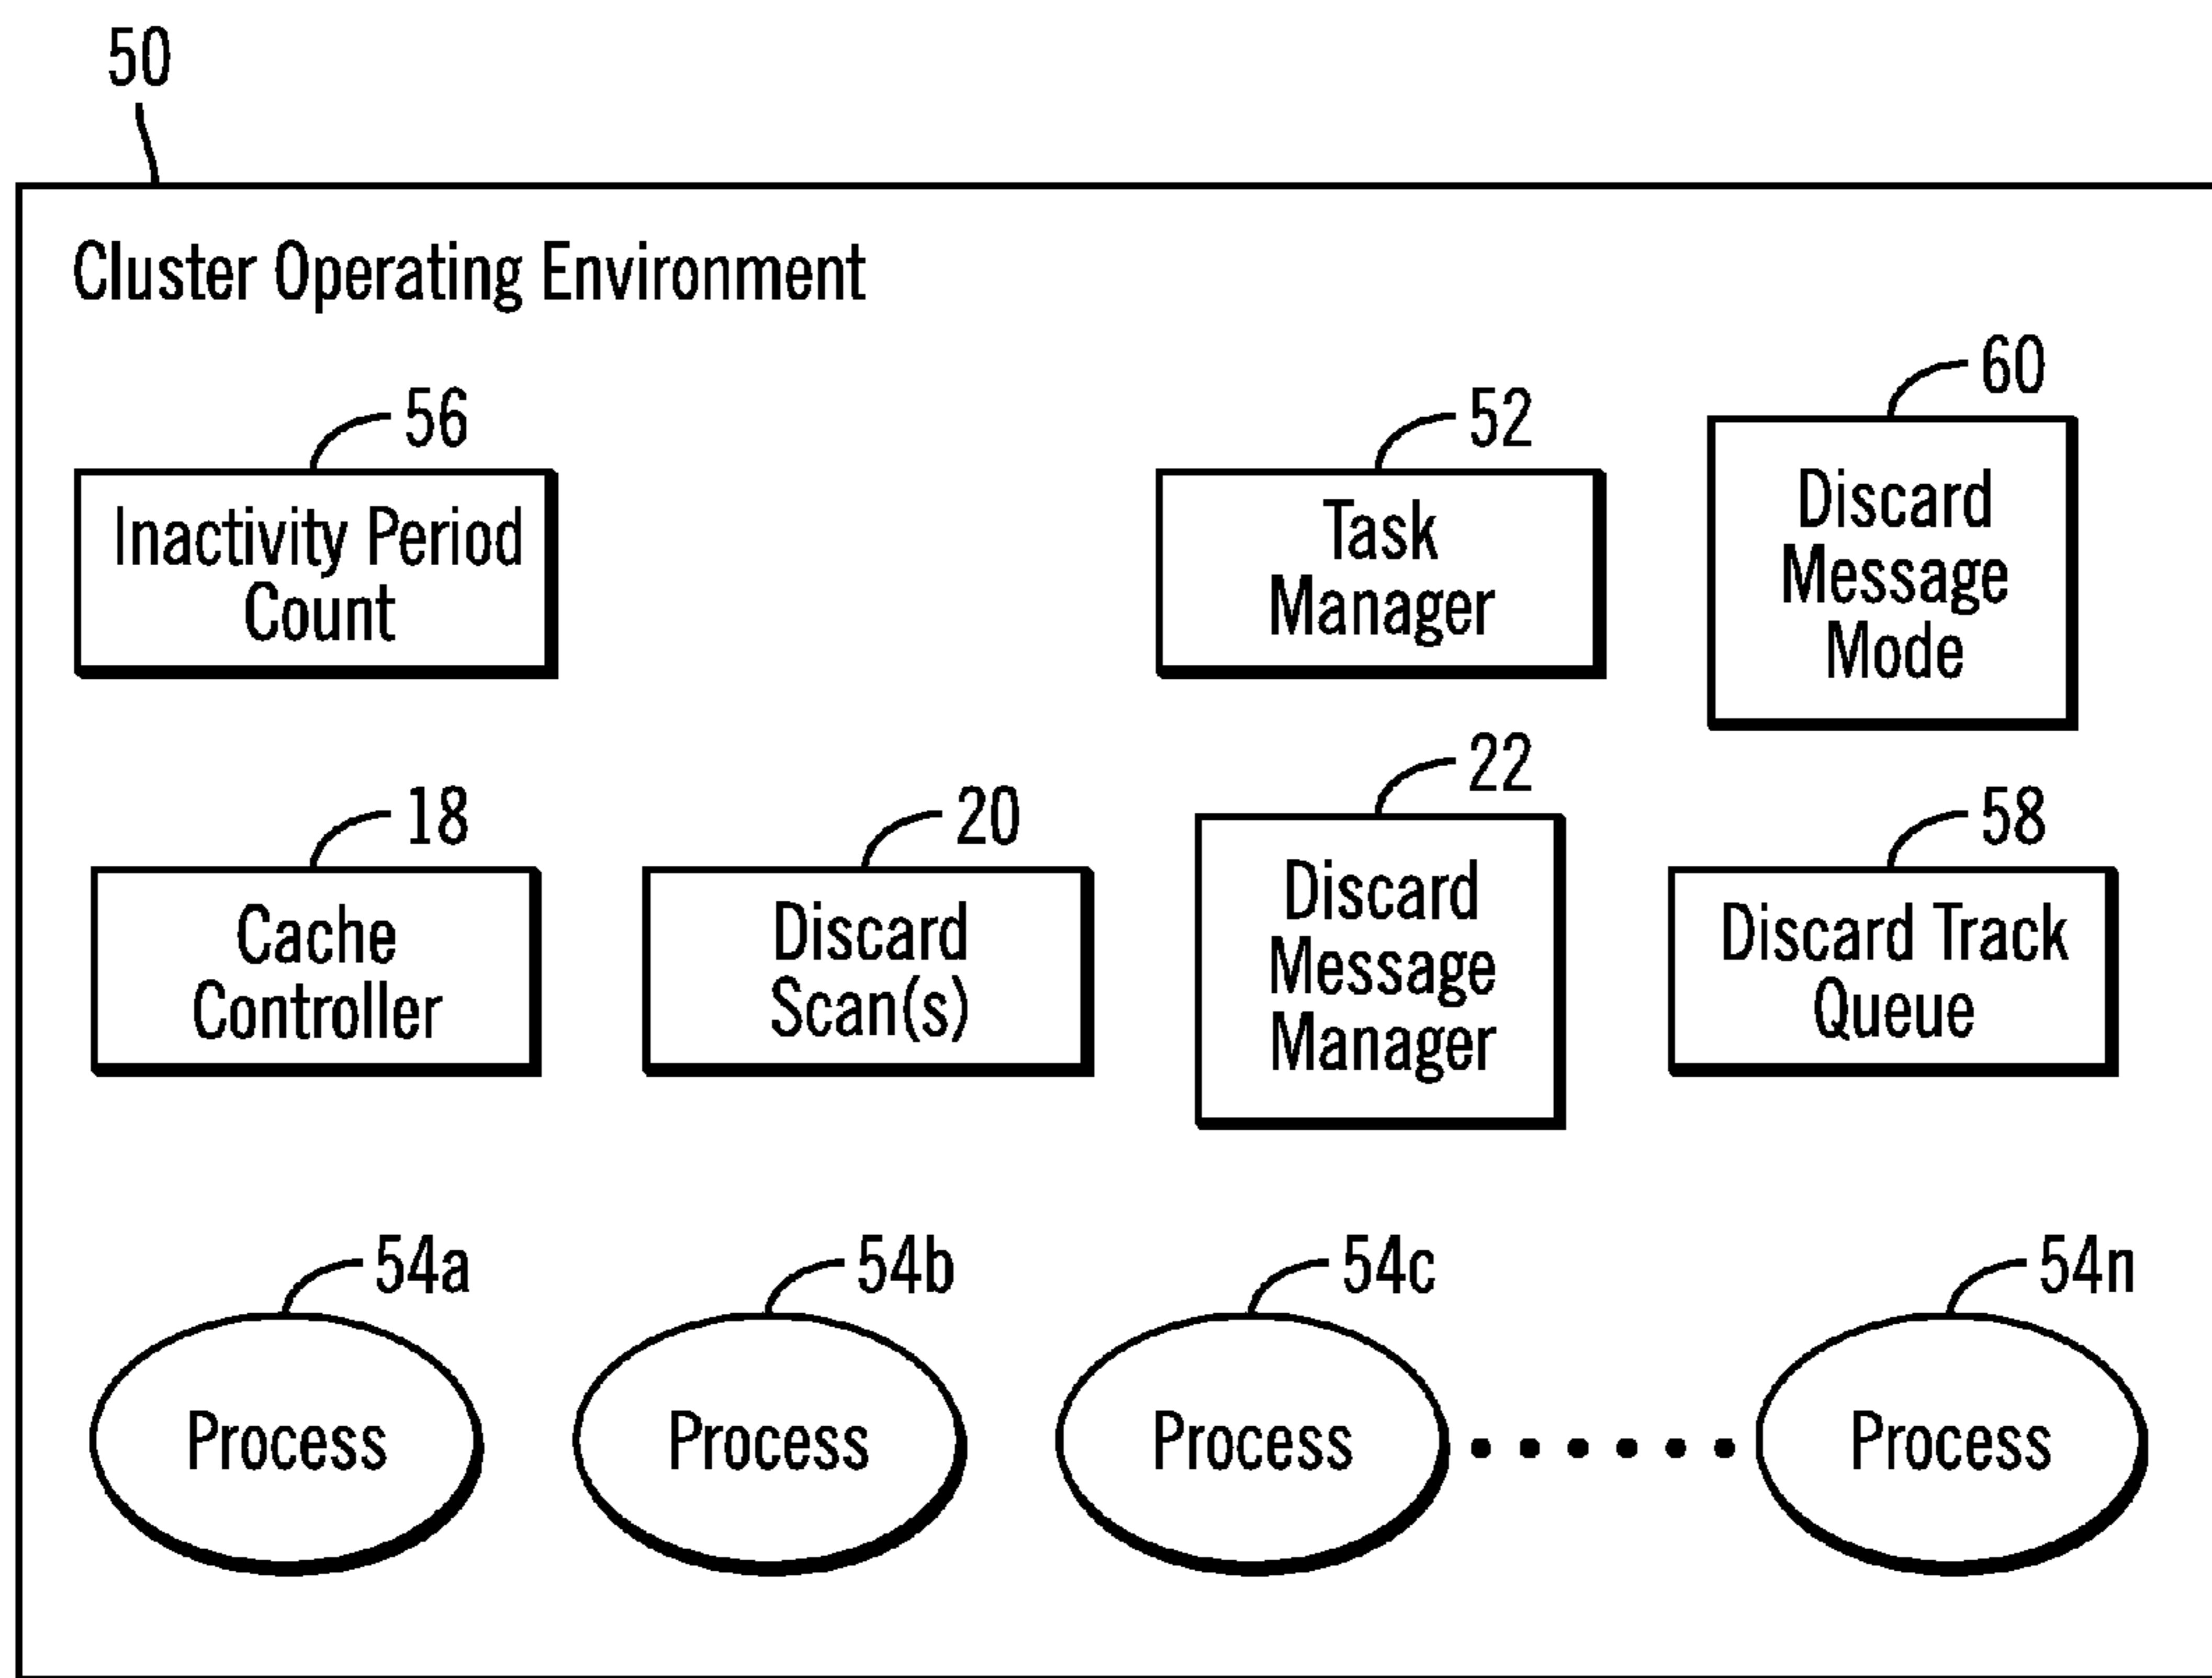 50
Cluster Operating Environment
56
Inactivity Period
Count
52
Task
Manager
60
Discard
Message
Mode
18
Cache
Controller
20
Discard
Scan(s)
22
Discard
Message
Manager
58
Discard Track
Queue
54a
Process
54b
Process
54c
Process
54n
Process